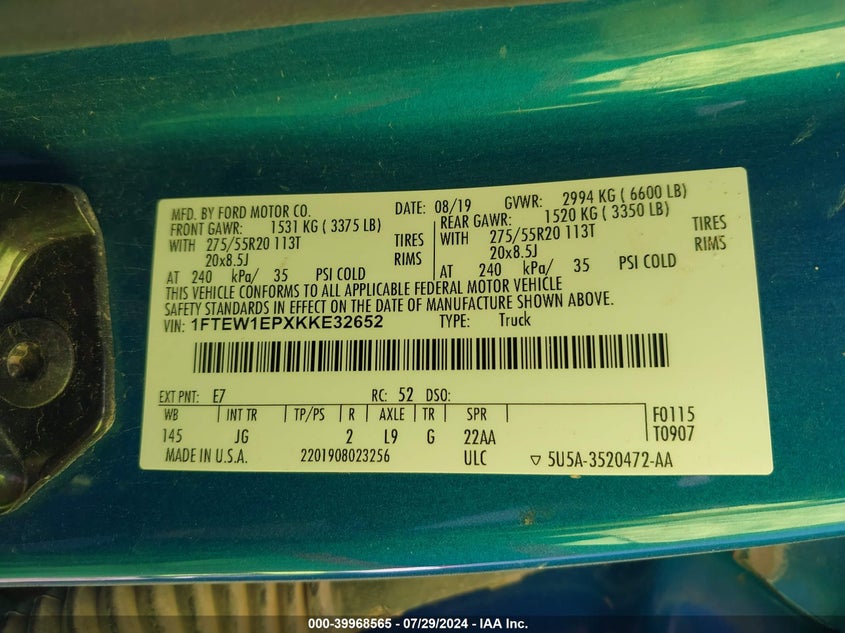 MFD. BY FORD MOTOR CO. DATE: 08/19 GVWR: 2994 KG ( 6600 LB)
FRONT GAWR: 1531 KG ( 3375 LB) REAR GAWR: 1520 KG ( 3350 LB)
WITH 275/55R20 113T TIRES WITH 275/55R20 113T TIRES
20x8.5J RIMS 20x8.5J RIMS
AT 240 kPa/ 35 PSI COLD AT 240 kPa/ 35 PSI COLD
THIS VEHICLE CONFORMS TO ALL APPLICABLE FEDERAL MOTOR VEHICLE
SAFETY STANDARDS IN EFFECT ON THE DATE OF MANUFACTURE SHOWN ABOVE.
VIN: 1FTEW1EPXKKE32652 TYPE: Truck
EXT PNT: E7 RC: 52 DSO:
WB INT TR TP/PS R AXLE TR SPR F0115
145 JG 2 L9 G 22AA T0907
MADE IN U.S.A. 2201908023256 ULC ▽ 5U5A-3520472-AA
000-39968565 / 07/29/2024 - IAA Inc.